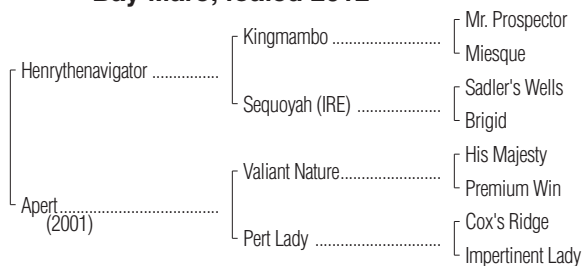 Bay Mare; foaled 2012
Mr. Prospector
Kingmambo ........................
Miesque
Henrythenavigator ...................
Sadler's Wells
Sequoyah (IRE) ........................
Brigid
His Majesty
Valiant Nature.............................
Premium Win
Apert.............................................
(2001)
Cox's Ridge
Pert Lady ...................................
Impertinent Lady